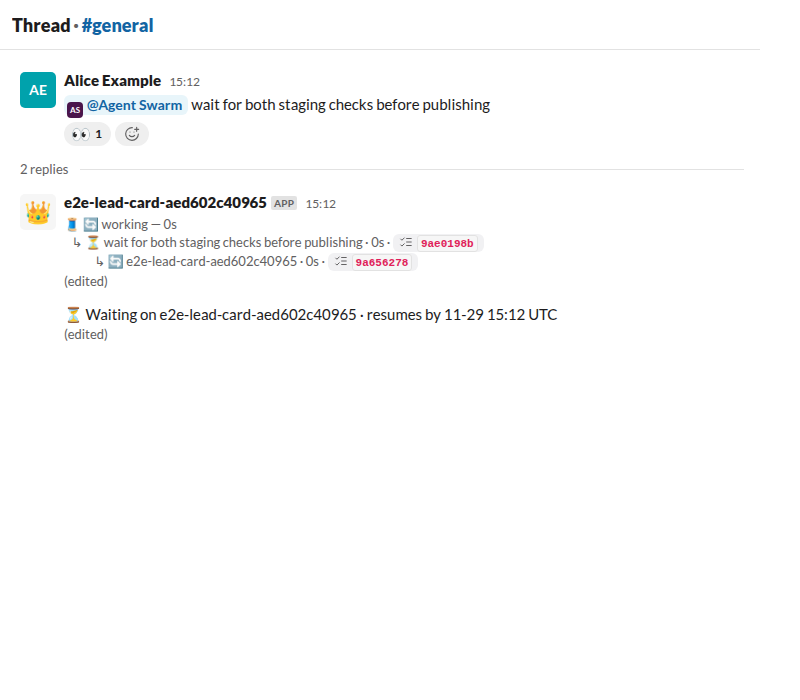 Thread · #general
AE
Alice Example 15:12
AS @Agent Swarm wait for both staging checks before publishing
👀 1
2 replies
e2e-lead-card-aed602c40965 APP 15:12
🧵 🔄 working — 0s
↳ ⏳ wait for both staging checks before publishing · 0s · 9ae0198b
↳ 🔄 e2e-lead-card-aed602c40965 · 0s · 9a656278
(edited)
⏳ Waiting on e2e-lead-card-aed602c40965 · resumes by 11-29 15:12 UTC
(edited)